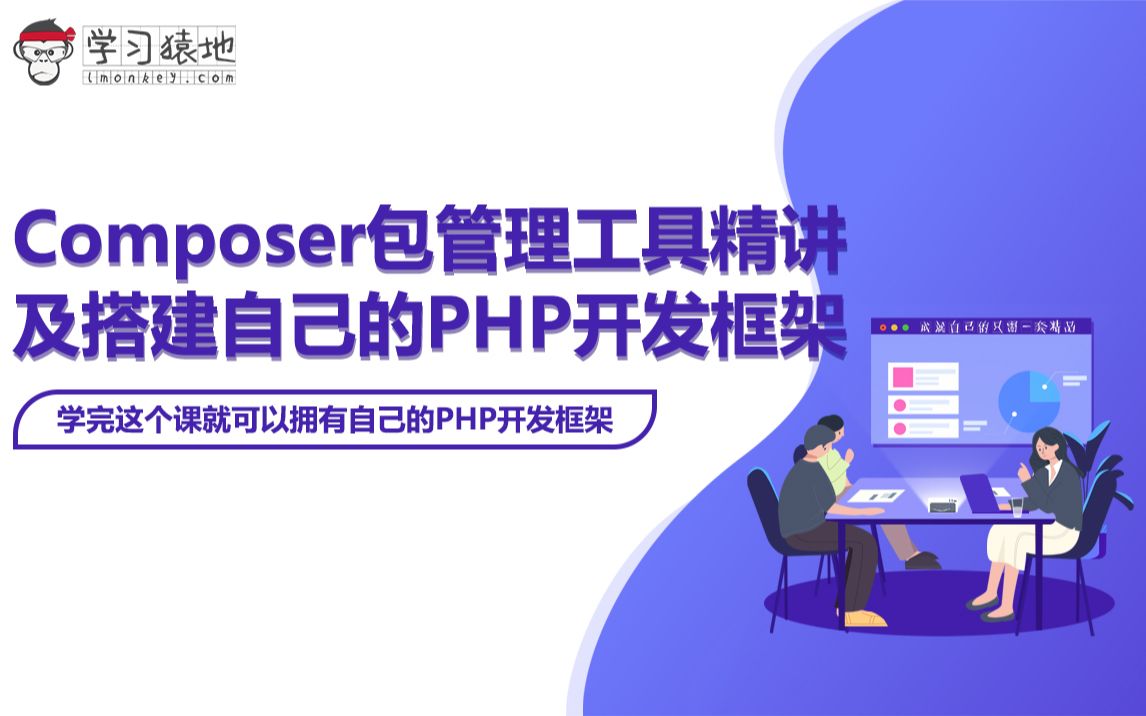 学习猿地
lmonkey.com
Composer包管理工具精讲
及搭建自己的PHP开发框架
学完这个课就可以拥有自己的PHP开发框架